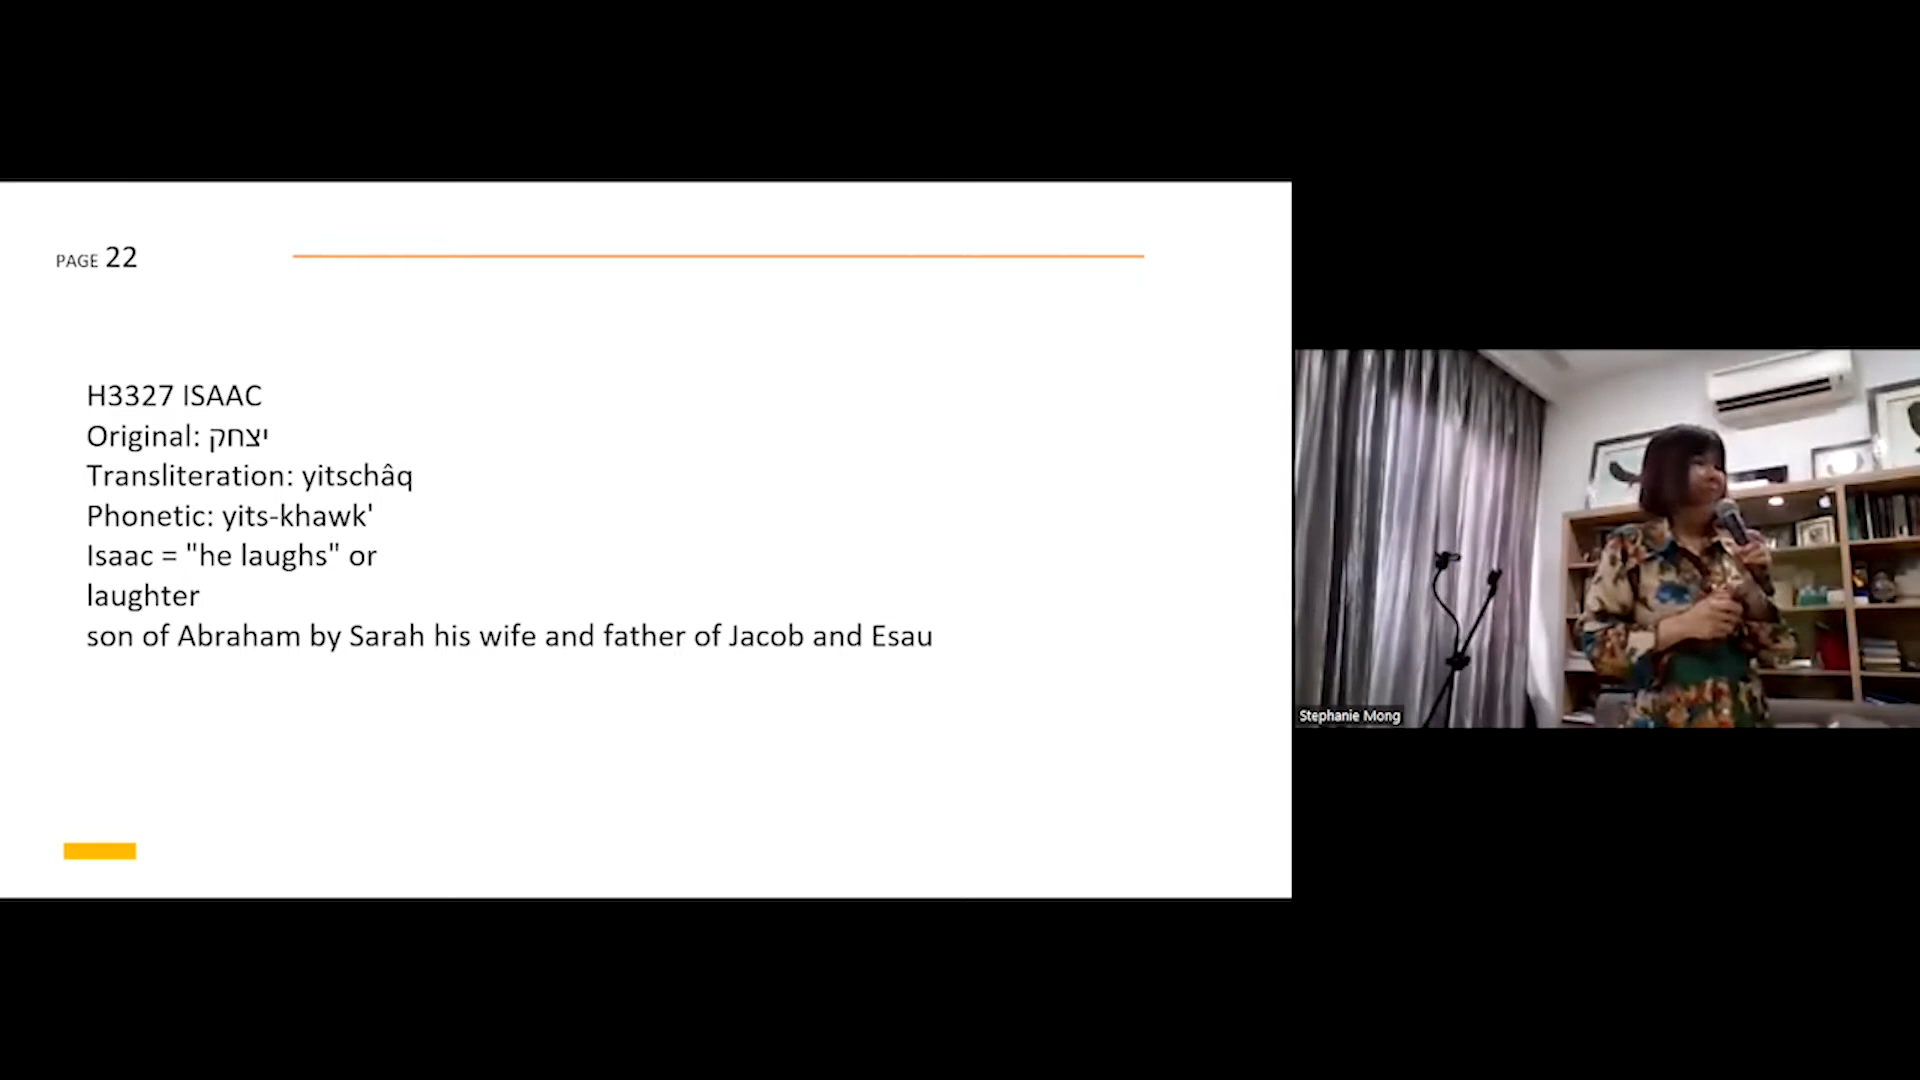 PAGE 22
H3327 ISAAC
Original: יצחק
Transliteration: yitschâq
Phonetic: yits-khawk'
Isaac = "he laughs" or
laughter
son of Abraham by Sarah his wife and father of Jacob and Esau
Stephanie Mong